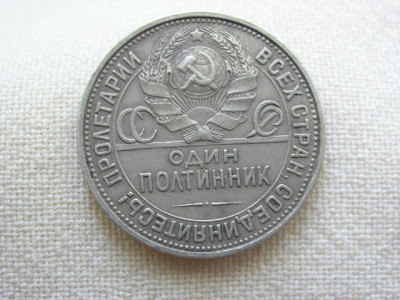 ПРОЛЕТАРИИ ВСЕХ СТРАН, СОЕДИНЯЙТЕСЬ!
СС СР
ОДИН
ПОЛТИННИК